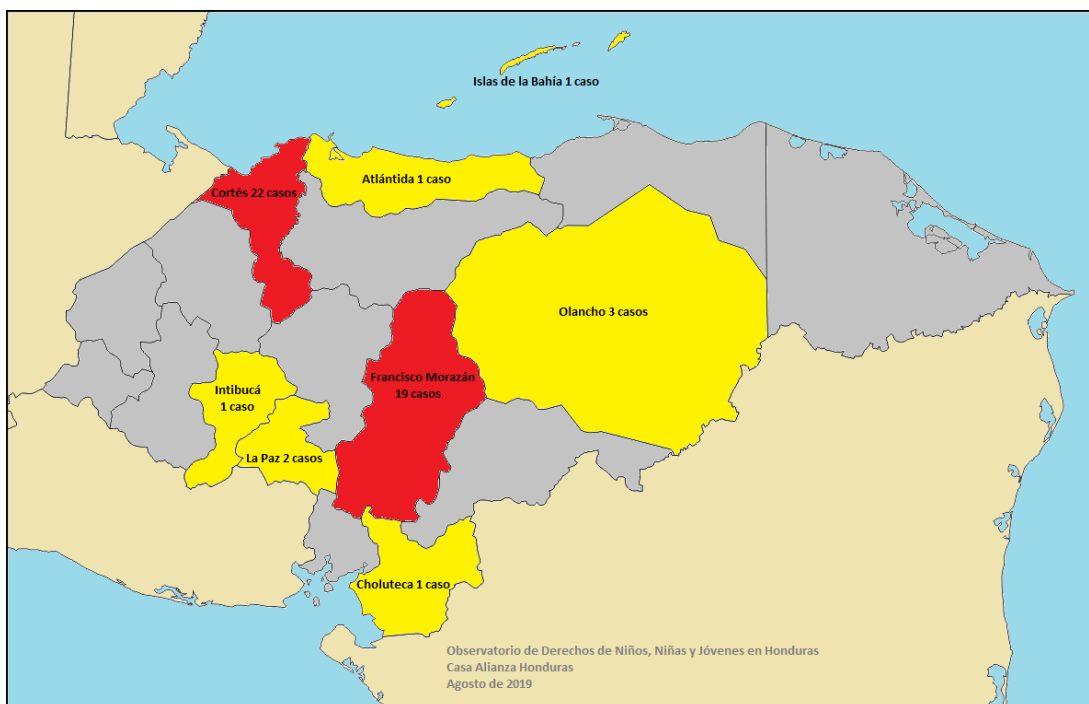 Islas de la Bahía 1 caso
Atlántida 1 caso
Cortés 22 casos
Olancho 3 casos
Francisco Morazán
19 casos
Intibucá
1 caso
La Paz 2 casos
Choluteca 1 caso
Observatorio de Derechos de Niños, Niñas y Jóvenes en Honduras
Casa Alianza Honduras
Agosto de 2019